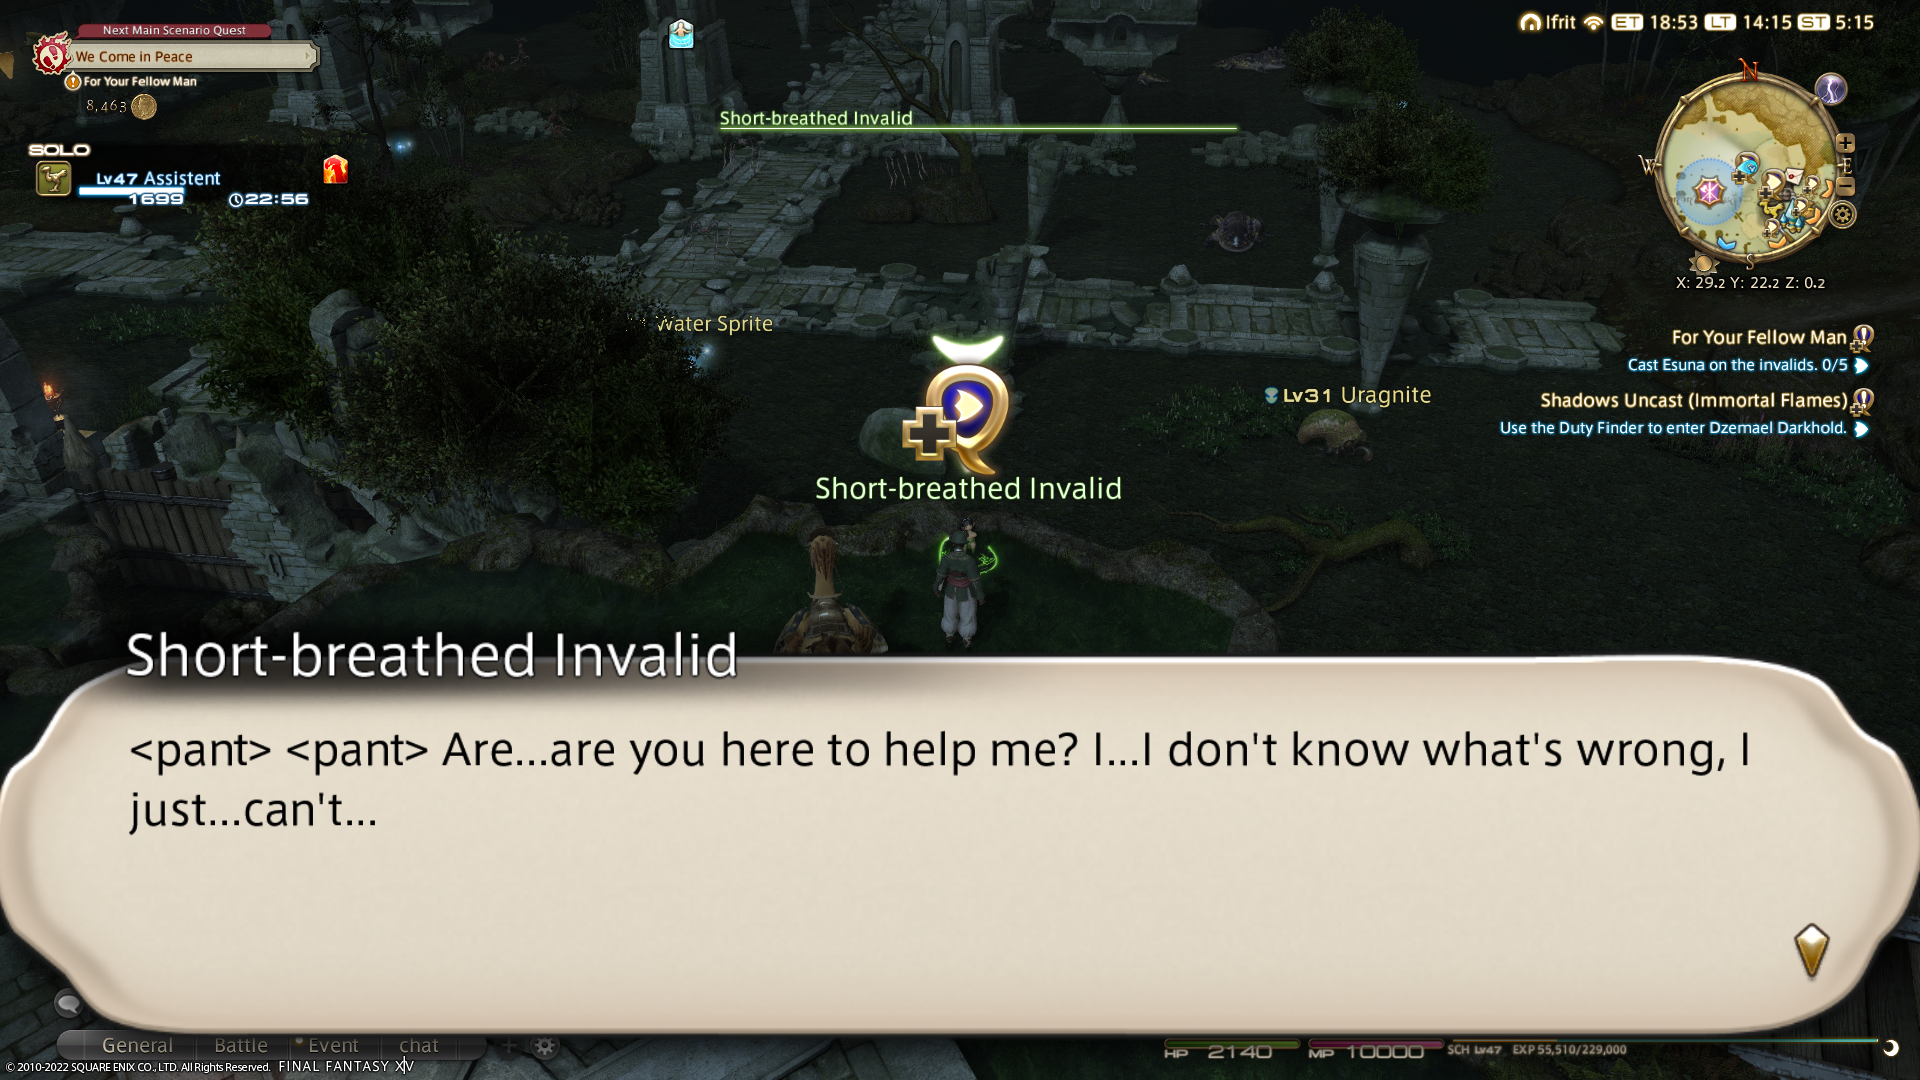 Next Main Scenario Quest
We Come in Peace
For Your Fellow Man
8,463
SOLO
Lv47 Assistent
1699
22:56
Short-breathed Invalid
Ifrit ET 18:53 LT 14:15 ST 5:15
N
W
E
S
X: 29.2 Y: 22.2 Z: 0.2
For Your Fellow Man
Cast Esuna on the invalids. 0/5
Shadows Uncast (Immortal Flames)
Use the Duty Finder to enter Dzemael Darkhold.
Water Sprite
Lv31 Uragnite
Short-breathed Invalid
Short-breathed Invalid
<pant> <pant> Are...are you here to help me? I...I don't know what's wrong, I
just...can't...
General Battle Event chat
HP 2140 MP 10000 SCH Lv47 EXP 55,510/229,000
© 2010-2022 SQUARE ENIX CO., LTD. All Rights Reserved. FINAL FANTASY XIV